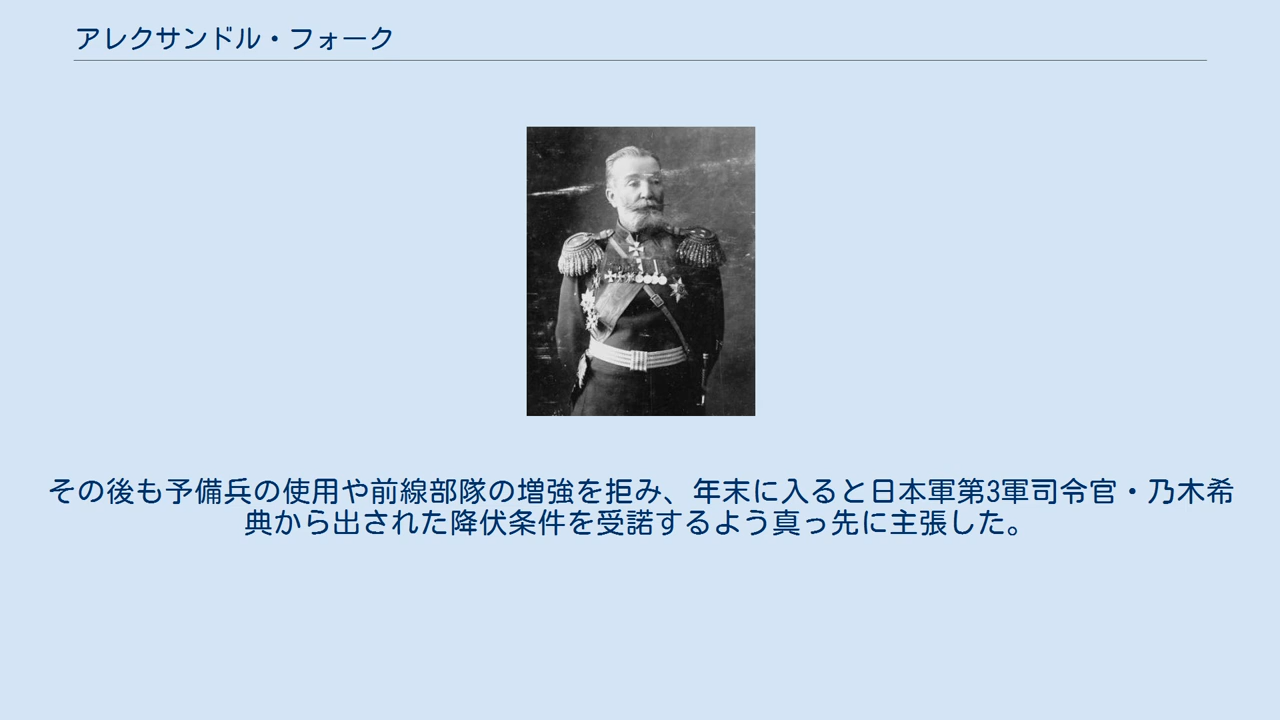 アレクサンドル・フォーク
その後も予備兵の使用や前線部隊の増強を拒み、年末に入ると日本軍第3軍司令官・乃木希
典から出された降伏条件を受諾するよう真っ先に主張した。